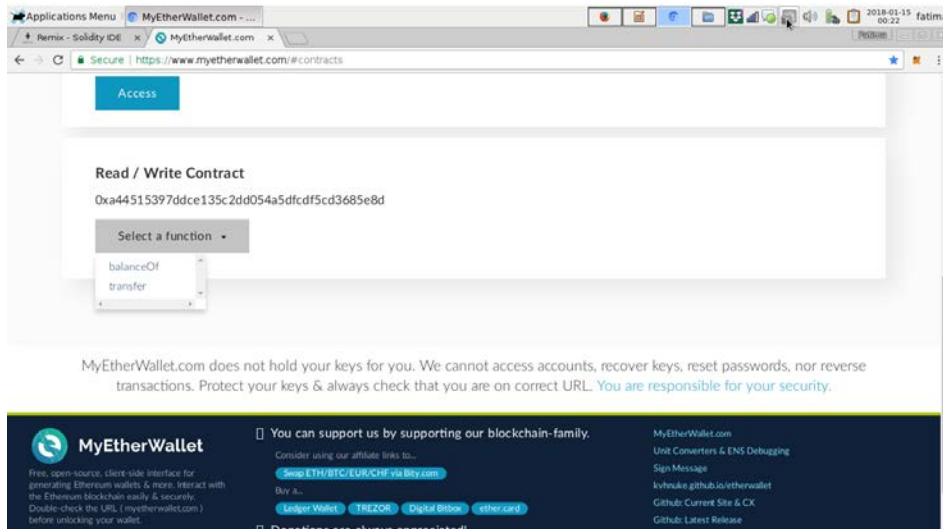 Applications Menu MyEtherWallet.com - ...
2018-01-15
00:22 fatim
Remix - Solidity IDE x MyEtherWallet.com x
Secure | https://www.myetherwallet.com/#contracts
Access
Read / Write Contract
0xa44515397ddce135c2dd054a5dfcdf5cd3685e8d
Select a function
balanceOf
transfer
MyEtherWallet.com does not hold your keys for you. We cannot access accounts, recover keys, reset passwords, nor reverse
transactions. Protect your keys & always check that you are on correct URL. You are responsible for your security.
MyEtherWallet
Free, open-source, client-side interface for
generating Ethereum wallets & more. Interact with
the Ethereum blockchain easily & securely.
Double-check the URL ( myetherwallet.com )
before unlocking your wallet.
You can support us by supporting our blockchain-family.
Consider using our affiliate links to...
Swap ETH/BTC/EUR/CHF via Bity.com
Buy a...
Ledger Wallet TREZOR Digital Bitbox ether.card
Donations are always appreciated!
MyEtherWallet.com
Unit Converters & ENS Debugging
Sign Message
kvhnuke.github.io/etherwallet
Github: Current Site & CX
Github: Latest Release